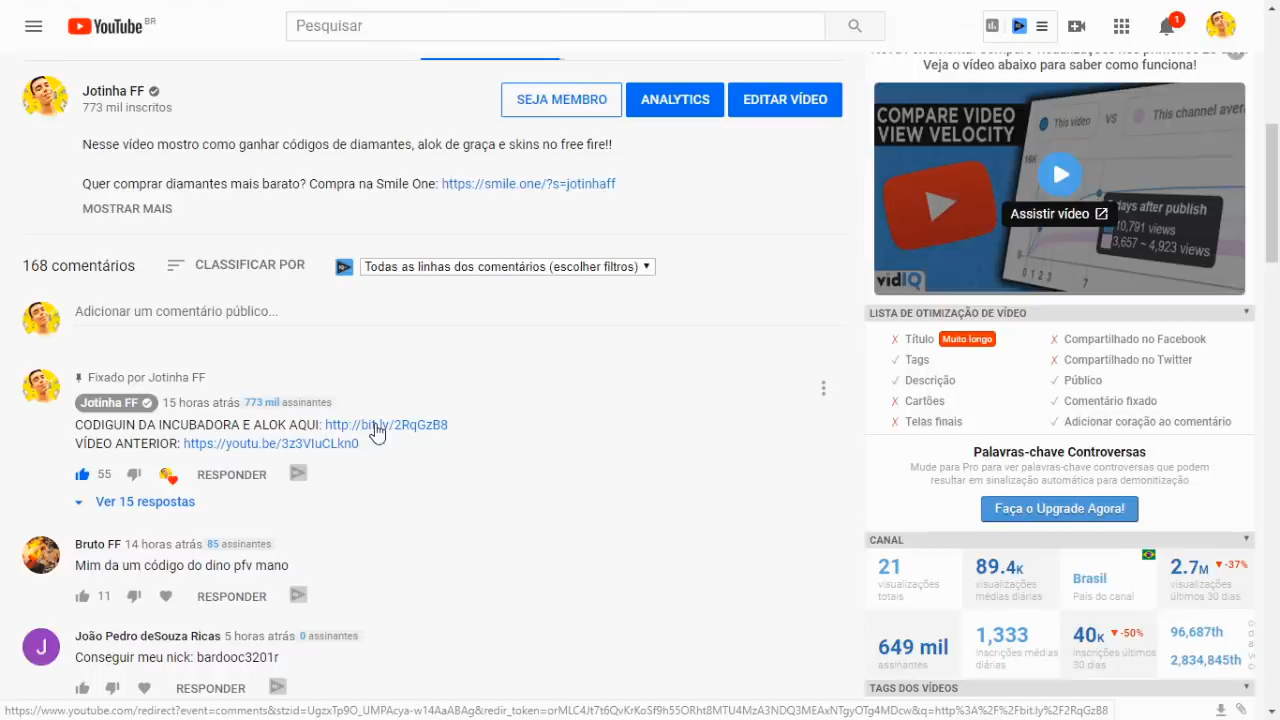 YouTube BR
Pesquisar
1
Jotinha FF
773 mil inscritos
SEJA MEMBRO
ANALYTICS
EDITAR VÍDEO
Nesse vídeo mostro como ganhar códigos de diamantes, alok de graça e skins no free fire!!
Quer comprar diamantes mais barato? Compra na Smile One: https://smile.one/?s=jotinhaff
MOSTRAR MAIS
168 comentários
CLASSIFICAR POR
Todas as linhas dos comentários (escolher filtros)
Adicionar um comentário público...
Fixado por Jotinha FF
Jotinha FF 15 horas atrás 773 mil assinantes
CODIGUIN DA INCUBADORA E ALOK AQUI: http://bit.ly/2RqGzB8
VÍDEO ANTERIOR: https://youtu.be/3z3VIuCLkn0
55 RESPONDER
Ver 15 respostas
Bruto FF 14 horas atrás 85 assinantes
Mim da um código do dino pfv mano
11 RESPONDER
J
João Pedro deSouza Ricas 5 horas atrás 0 assinantes
Conseguir meu nick: bardooc3201r
RESPONDER
Veja o vídeo abaixo para saber como funciona!
COMPARE VIDEO
VIEW VELOCITY
This video VS This channel aver
16K
Assistir vídeo
days after publish
10,791 views
3,657 ~ 4,923 views
0 1 2 3 7
vidIQ
LISTA DE OTIMIZAÇÃO DE VÍDEO
Título Muito longo
Tags
Descrição
Cartões
Telas finais
Compartilhado no Facebook
Compartilhado no Twitter
Público
Comentário fixado
Adicionar coração ao comentário
Palavras-chave Controversas
Mude para Pro para ver palavras-chave controversas que podem
resultar em sinalização automática para demonitização.
Faça o Upgrade Agora!
CANAL
21
visualizações
totais
89.4K
visualizações
médias diárias
Brasil
País do canal
2.7M -37%
visualizações
últimos 30 dias
649 mil
assinantes
1,333
inscrições médias
diárias
40K -50%
inscrições últimos
30 dias
96,687th
2,834,845th
TAGS DOS VÍDEOS
https://www.youtube.com/redirect?event=comments&stzid=UgzxTp9O_UMPAcya-w14AaABAg&redir_token=orMLC4Jt7t6QvKrKoSf9h55ORht8MTU4MzA3NDQ3MEAxNTgyOTg4MDcw&q=http%3A%2F%2Fbit.ly%2F2RqGzB8